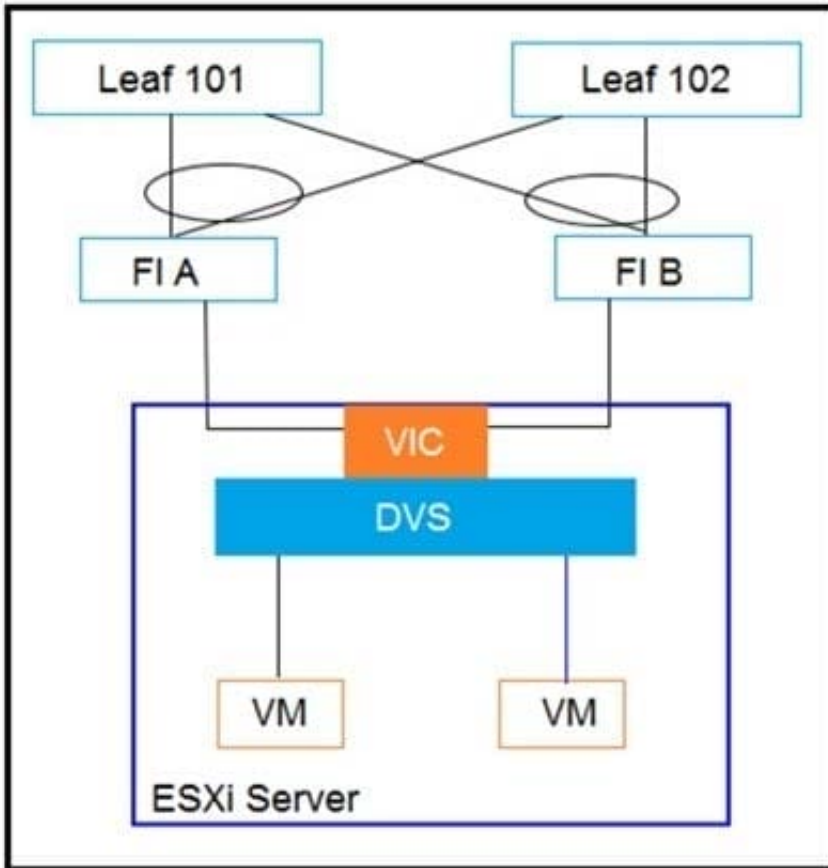 Leaf 101
Leaf 102
FI A
FI B
VIC
DVS
VM
VM
ESXi Server